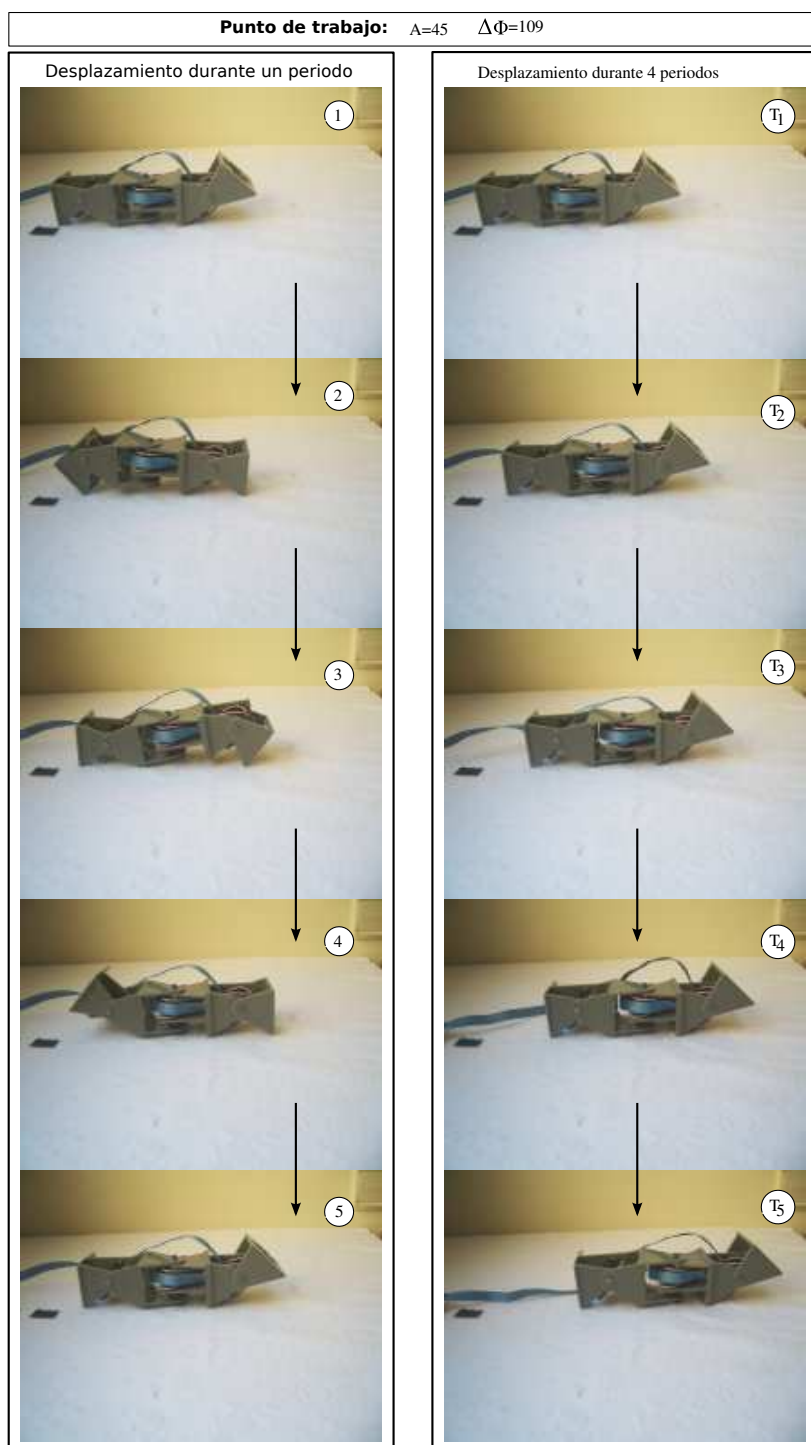 Punto de trabajo: A=45 ΔΦ=109
Desplazamiento durante un periodo
1
2
3
4
5
Desplazamiento durante 4 periodos
T1
T2
T3
T4
T5